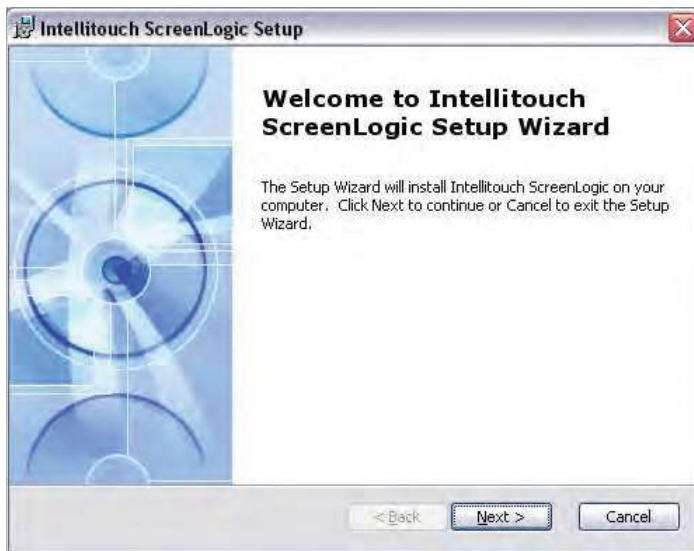 Intellitouch ScreenLogic Setup
Welcome to Intellitouch
ScreenLogic Setup Wizard
The Setup Wizard will install Intellitouch ScreenLogic on your
computer. Click Next to continue or Cancel to exit the Setup
Wizard.
< Back Next > Cancel